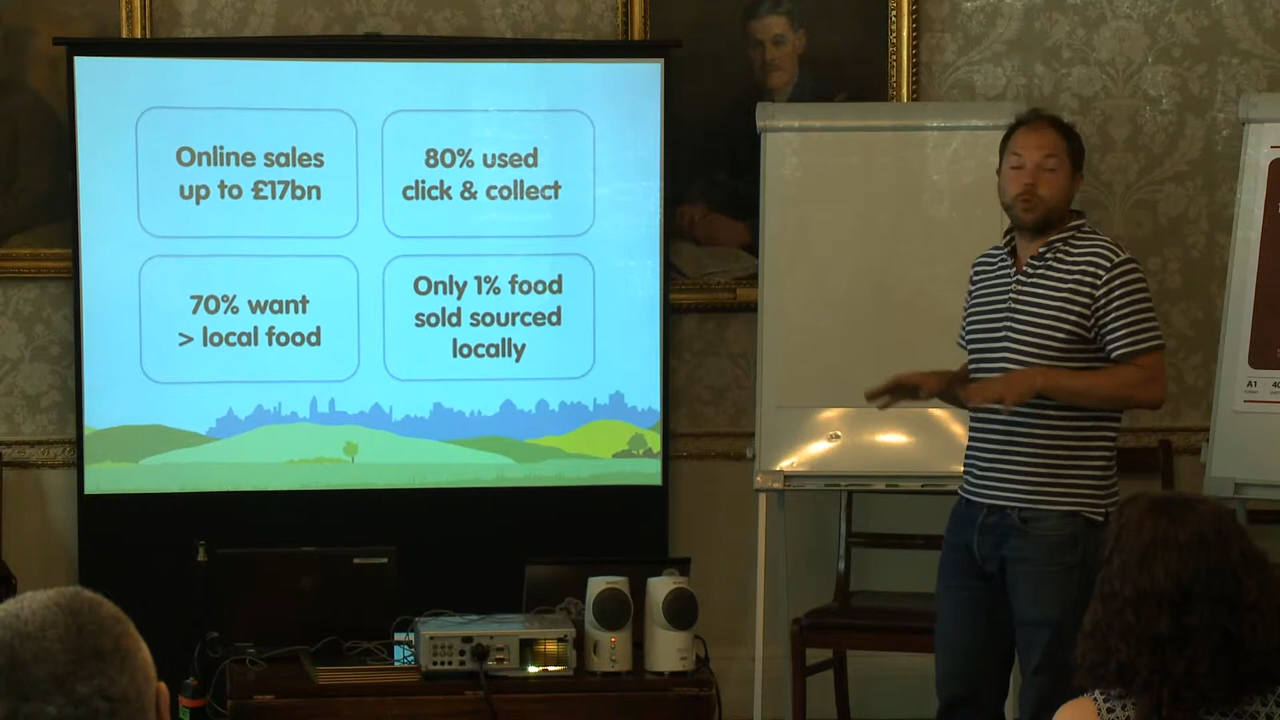 Online sales
up to £17bn
80% used
click & collect
70% want
> local food
Only 1% food
sold sourced
locally
A1